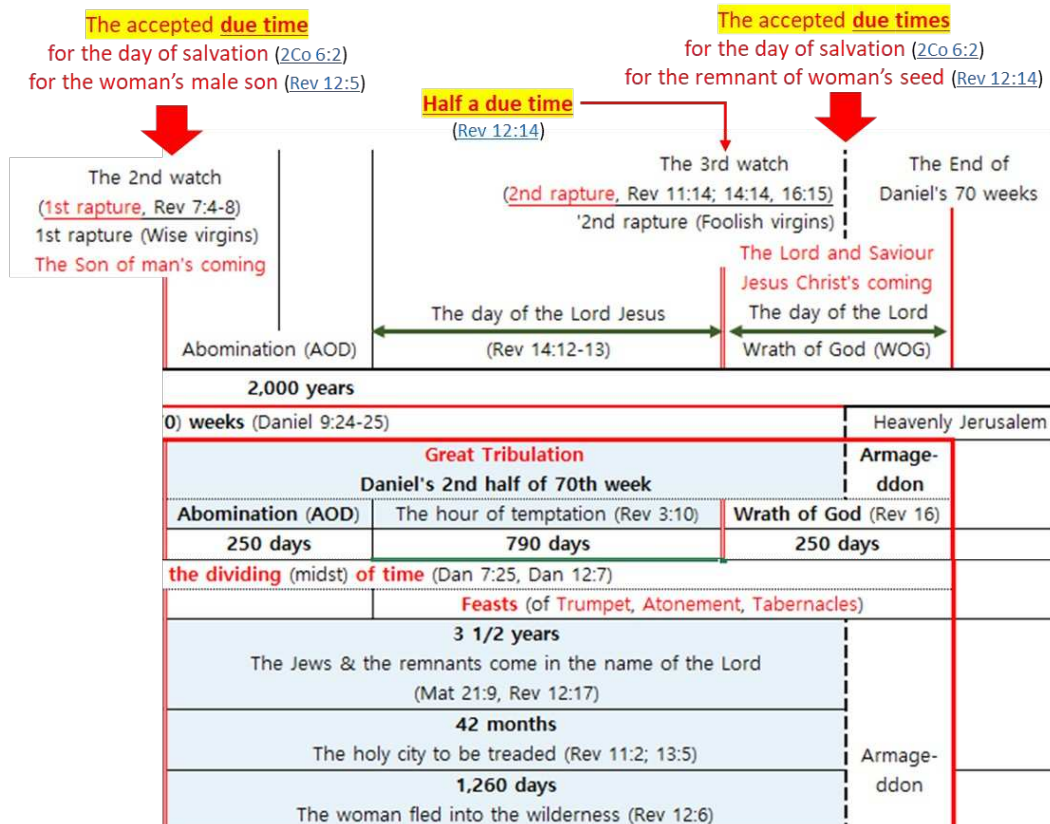 The accepted due time
for the day of salvation (2Co 6:2)
for the woman's male son (Rev 12:5)
The accepted due times
for the day of salvation (2Co 6:2)
for the remnant of woman's seed (Rev 12:14)
Half a due time
(Rev 12:14)
The 2nd watch
(1st rapture, Rev 7:4-8)
1st rapture (Wise virgins)
The Son of man's coming
The 3rd watch
(2nd rapture, Rev 11:14; 14:14, 16:15)
'2nd rapture (Foolish virgins)
The Lord and Saviour
Jesus Christ's coming
The End of
Daniel's 70 weeks
Abomination (AOD)
The day of the Lord Jesus
(Rev 14:12-13)
The day of the Lord
Wrath of God (WOG)
2,000 years
0) weeks (Daniel 9:24-25)
Heavenly Jerusalem
Great Tribulation
Daniel's 2nd half of 70th week
Armage-
ddon
Abomination (AOD)
The hour of temptation (Rev 3:10)
Wrath of God (Rev 16)
250 days
790 days
250 days
the dividing (midst) of time (Dan 7:25, Dan 12:7)
Feasts (of Trumpet, Atonement, Tabernacles)
3 1/2 years
The Jews & the remnants come in the name of the Lord
(Mat 21:9, Rev 12:17)
42 months
The holy city to be treaded (Rev 11:2; 13:5)
1,260 days
The woman fled into the wilderness (Rev 12:6)
Armage-
ddon